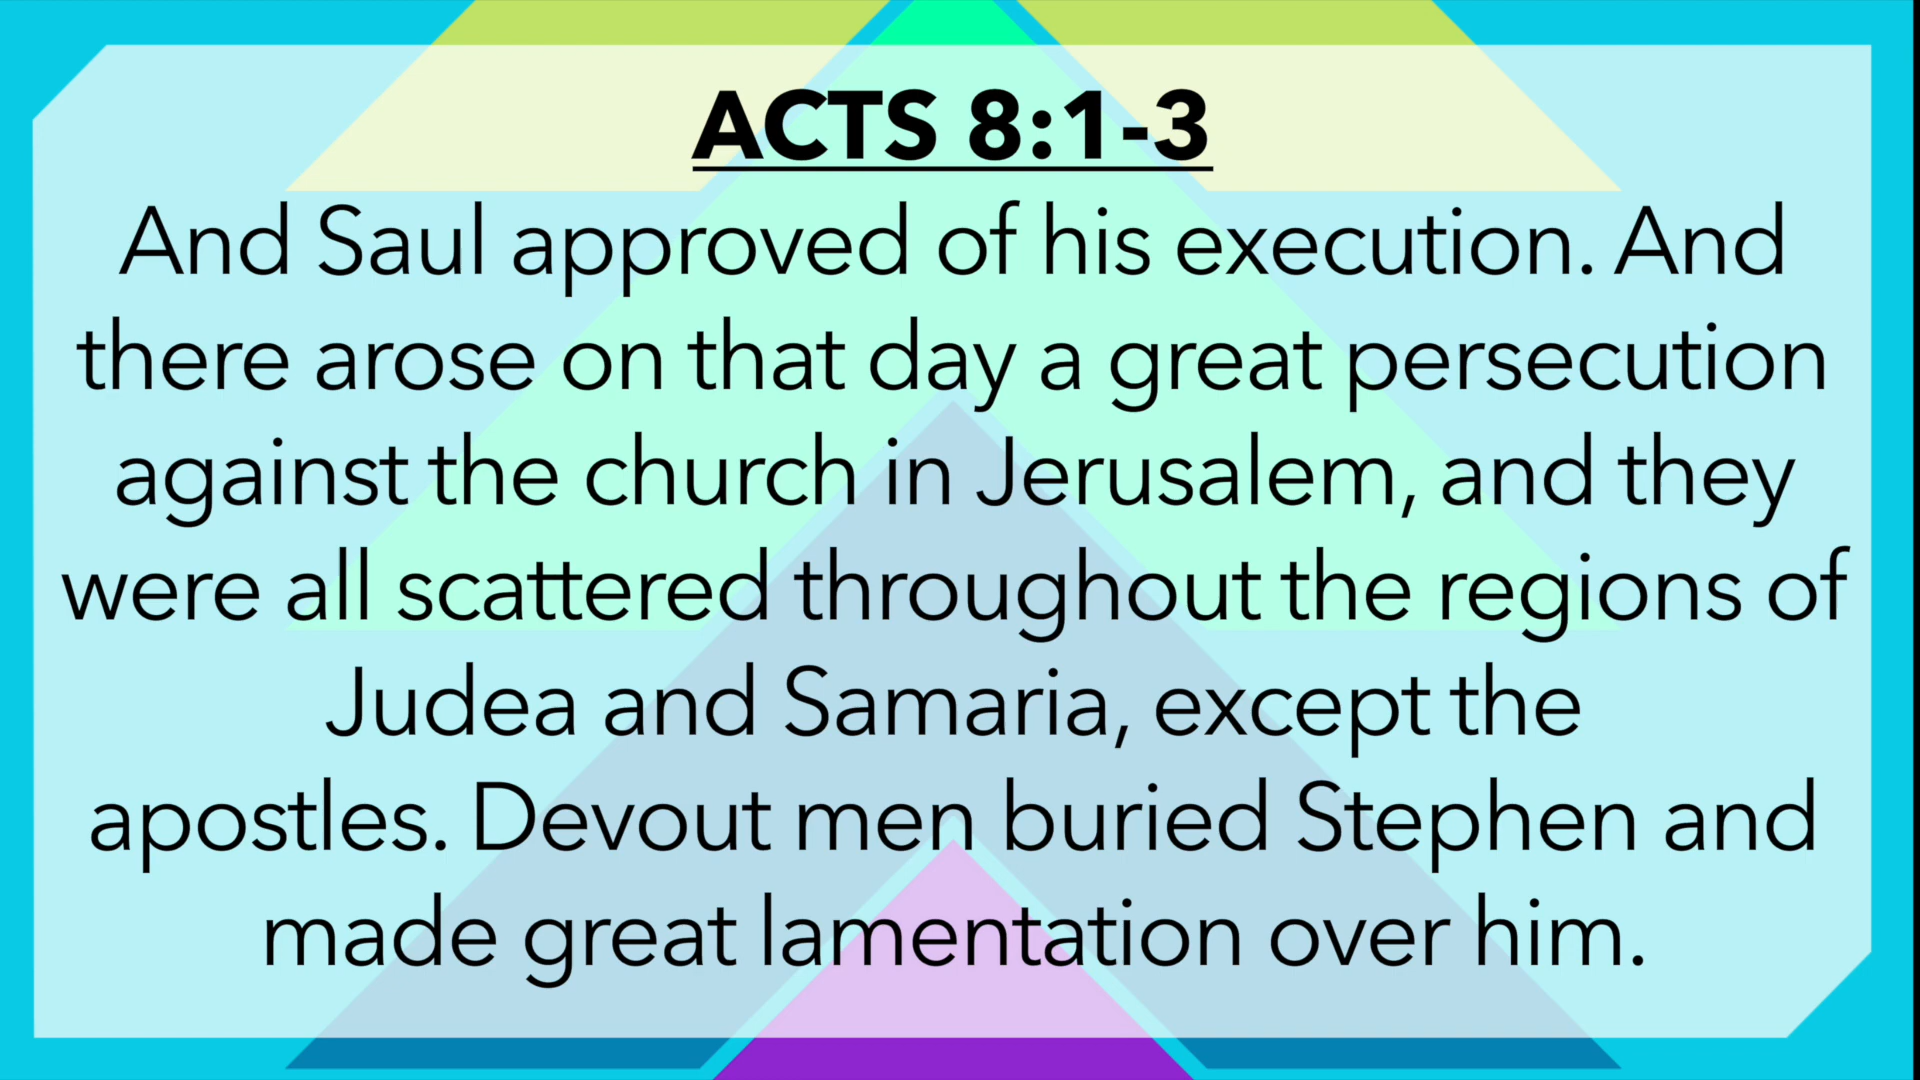 ACTS 8:1-3
And Saul approved of his execution. And
there arose on that day a great persecution
against the church in Jerusalem, and they
were all scattered throughout the regions of
Judea and Samaria, except the
apostles. Devout men buried Stephen and
made great lamentation over him.